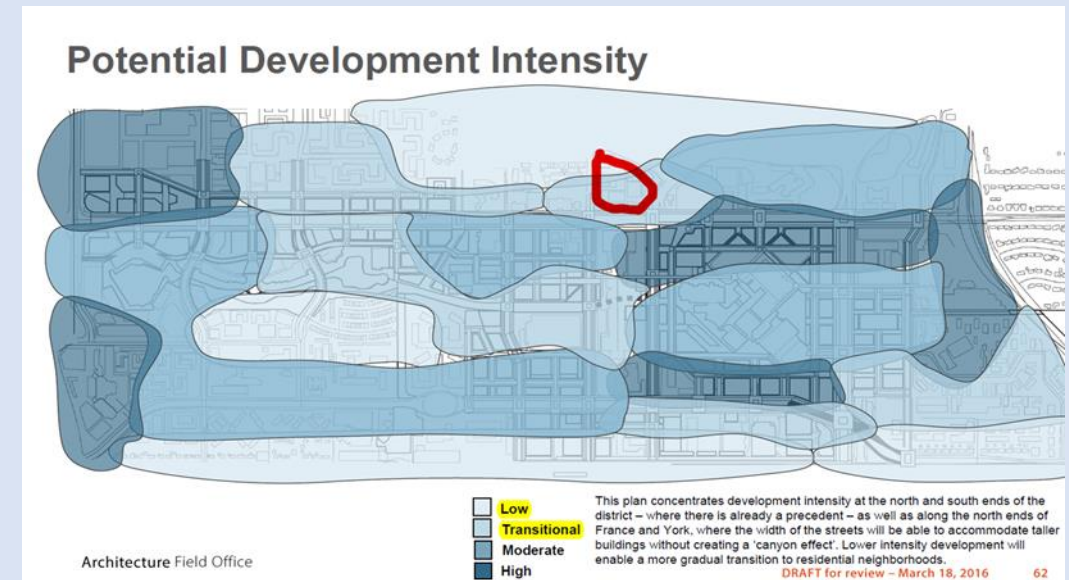 Potential Development Intensity
Low
Transitional
Moderate
High
This plan concentrates development intensity at the north and south ends of the
district – where there is already a precedent – as well as along the north ends of
France and York, where the width of the streets will be able to accommodate taller
buildings without creating a 'canyon effect'. Lower intensity development will
enable a more gradual transition to residential neighborhoods.
Architecture Field Office
DRAFT for review – March 18, 2016 62